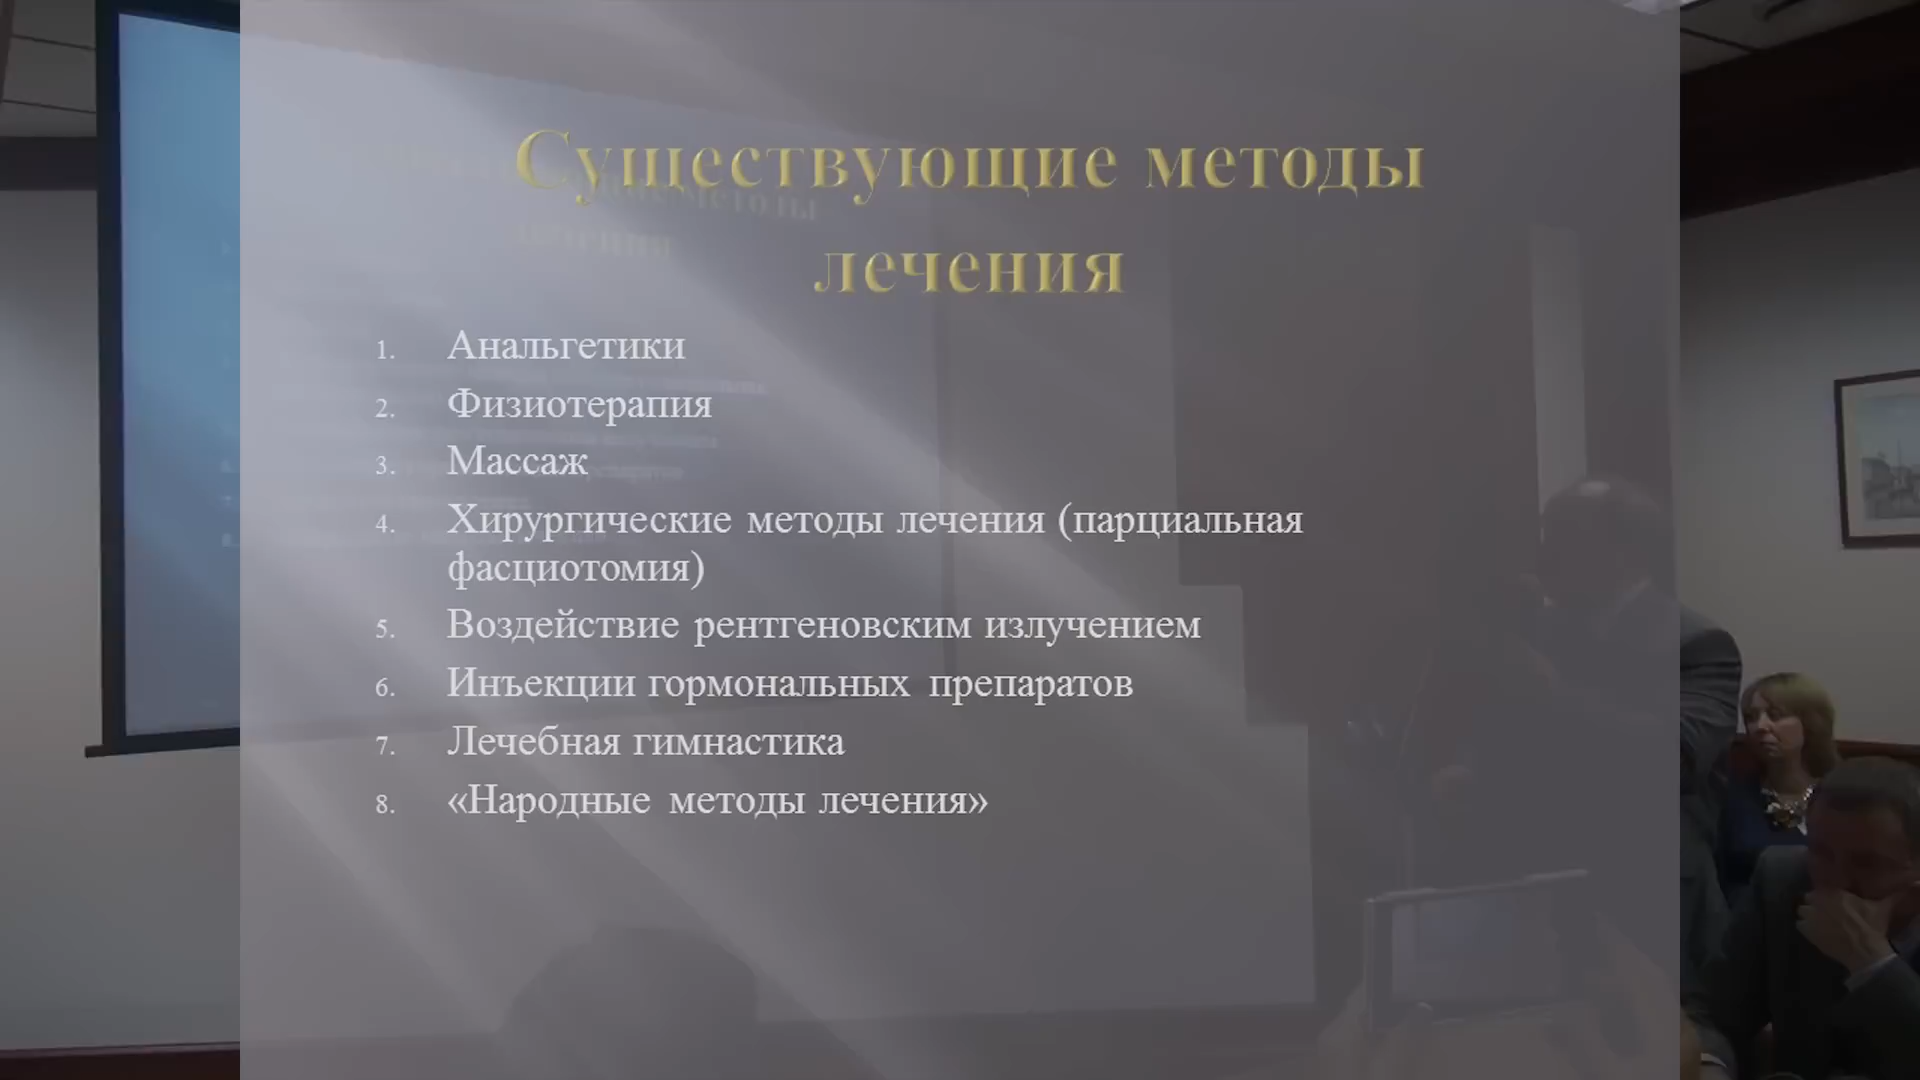 Существующие методы
лечения
1. Анальгетики
2. Физиотерапия
3. Массаж
4. Хирургические методы лечения (парциальная
фасциотомия)
5. Воздействие рентгеновским излучением
6. Инъекции гормональных препаратов
7. Лечебная гимнастика
8. «Народные методы лечения»